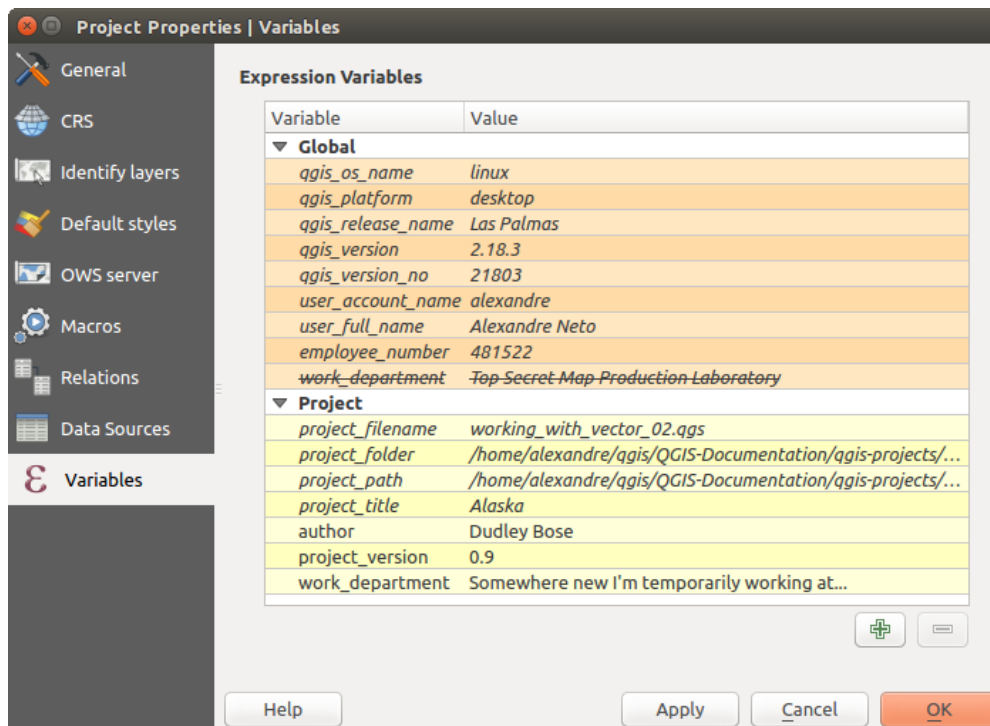 Project Properties | Variables
General
CRS
Identify layers
Default styles
OWS server
Macros
Relations
Data Sources
Variables
Expression Variables
Variable Value
Global
qgis_os_name linux
qgis_platform desktop
qgis_release_name Las Palmas
qgis_version 2.18.3
qgis_version_no 21803
user_account_name alexandre
user_full_name Alexandre Neto
employee_number 481522
work_department Top Secret Map Production Laboratory
Project
project_filename working_with_vector_02.qgs
project_folder /home/alexandre/qgis/QGIS-Documentation/qgis-projects/...
project_path /home/alexandre/qgis/QGIS-Documentation/qgis-projects/...
project_title Alaska
author Dudley Bose
project_version 0.9
work_department Somewhere new I'm temporarily working at...
Help Apply Cancel OK